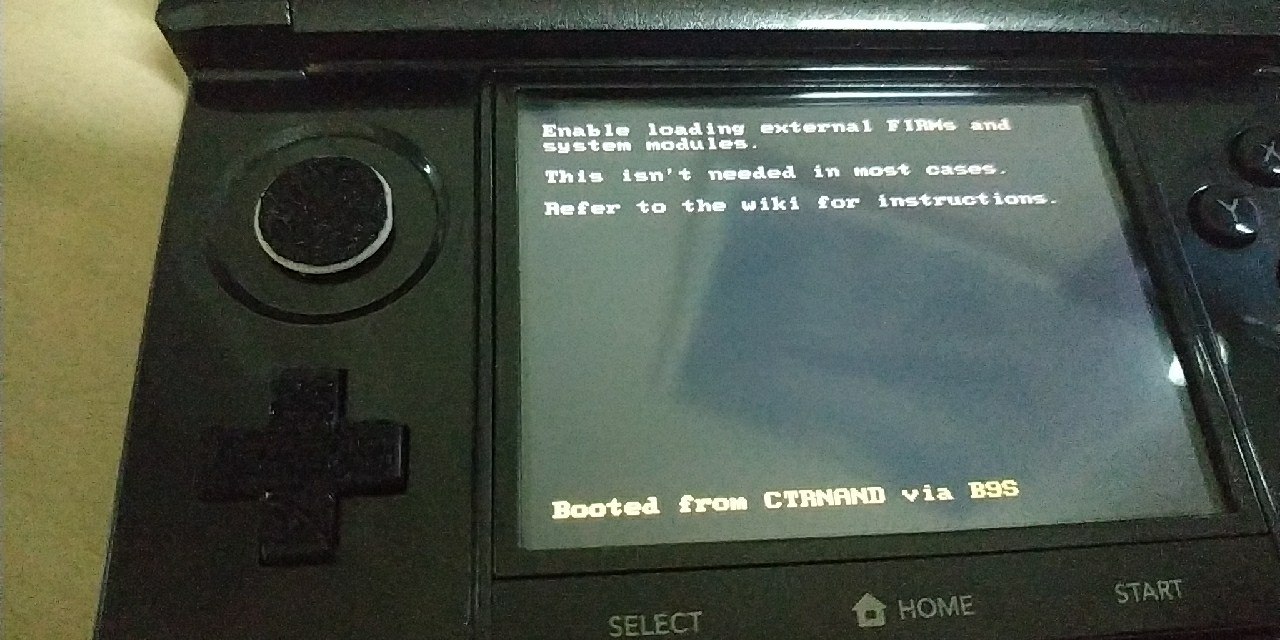 Enable loading external FIRMs and
system modules.
This isn't needed in most cases.
Refer to the wiki for instructions.
Booted from CTRNAND via B9S
X
Y
SELECT
HOME
START